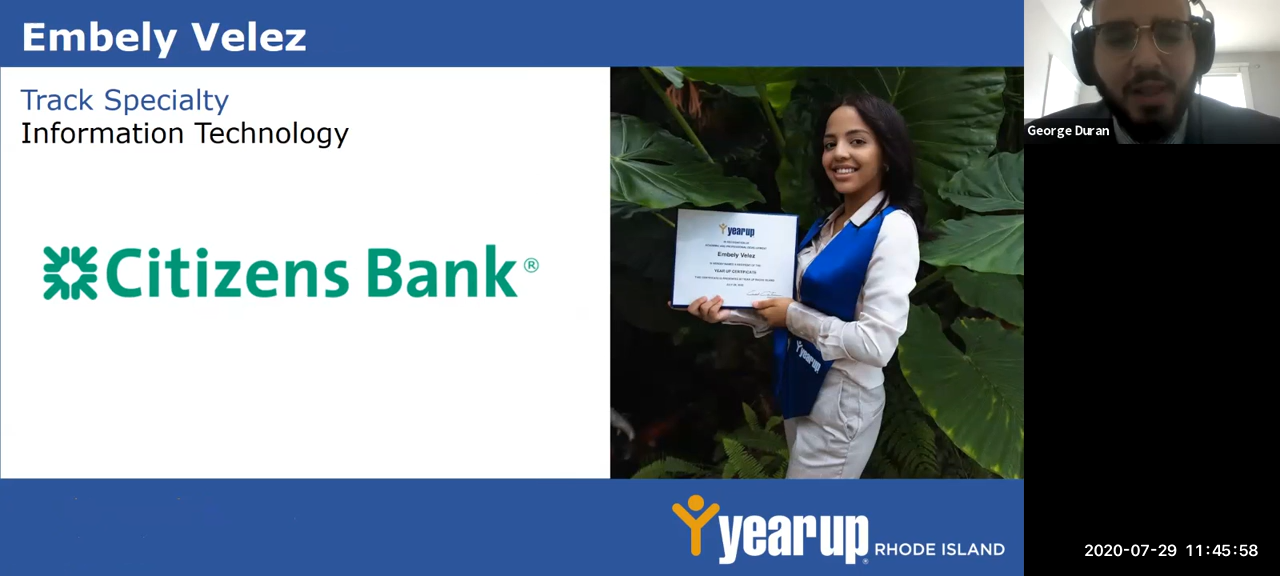 Embely Velez
Track Specialty
Information Technology
Citizens Bank®
yearup
Embely Velez
YEAR UP CERTIFICATE
yearup
yearup® RHODE ISLAND
George Duran
2020-07-29 11:45:58